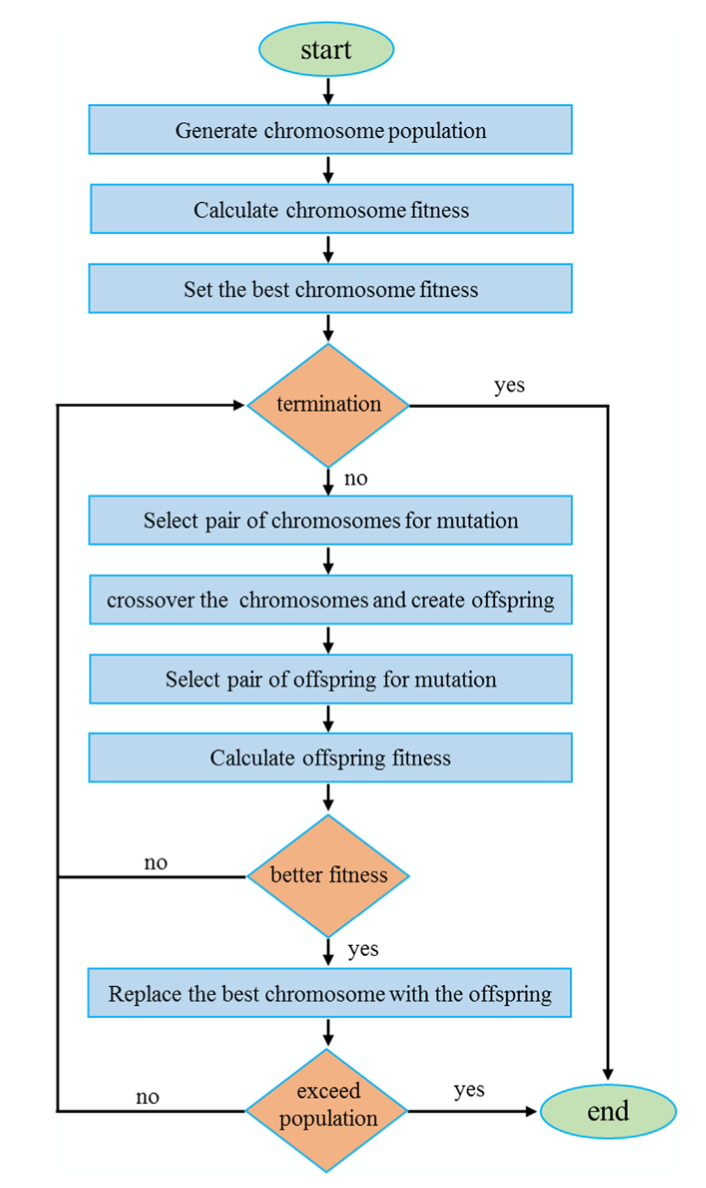 start
Generate chromosome population
Calculate chromosome fitness
Set the best chromosome fitness
termination
yes
no
Select pair of chromosomes for mutation
crossover the chromosomes and create offspring
Select pair of offspring for mutation
Calculate offspring fitness
no
better fitness
yes
Replace the best chromosome with the offspring
no
exceed
population
yes
end